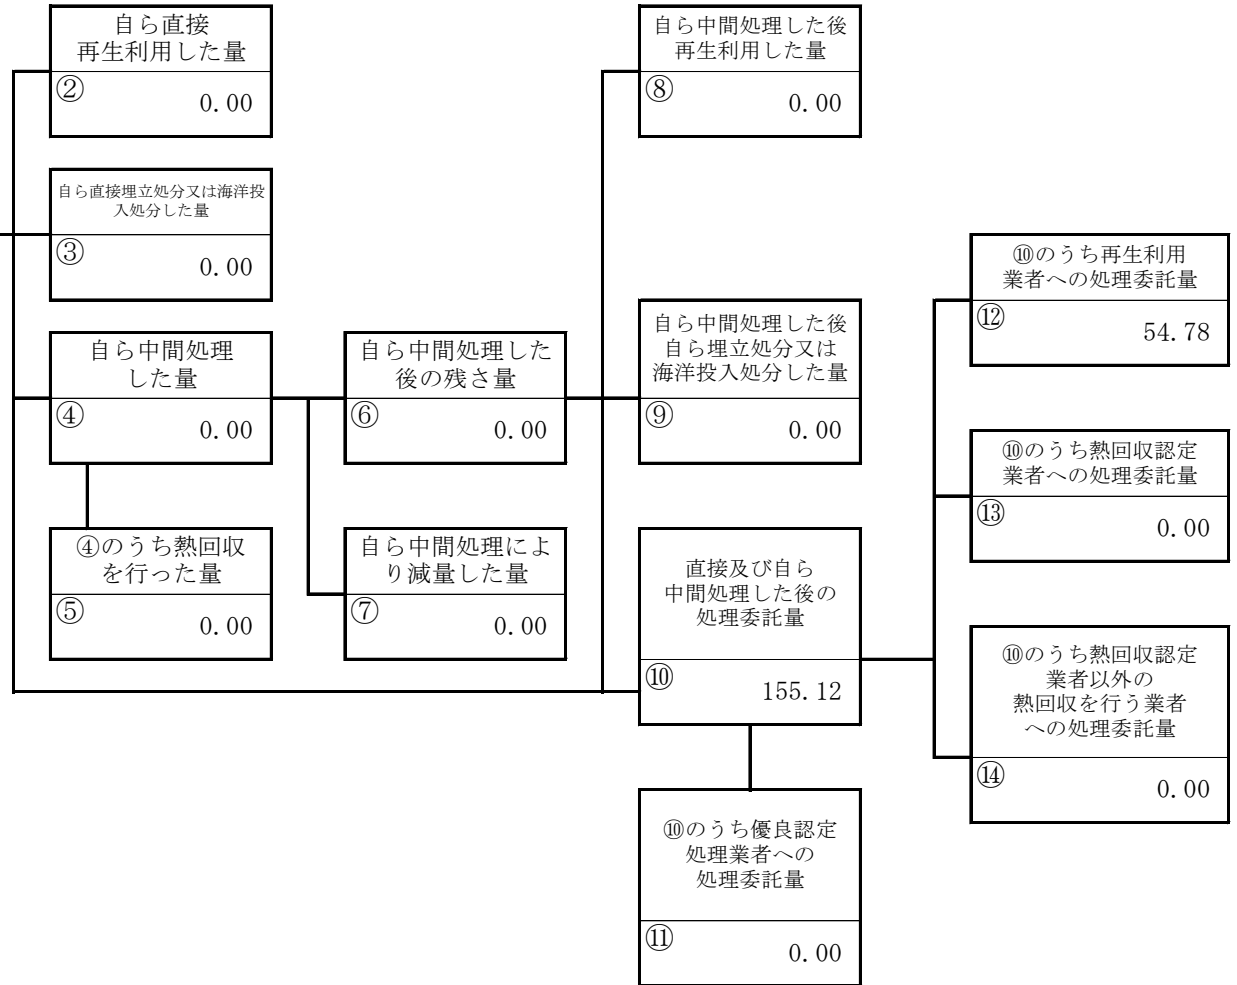 自ら直接
再生利用した量
②
0.00
自ら直接埋立処分又は海洋投
入処分した量
③
0.00
自ら中間処理
した量
④
0.00
④のうち熱回収
を行った量
⑤
0.00
自ら中間処理した
後の残さ量
⑥
0.00
自ら中間処理によ
り減量した量
⑦
0.00
自ら中間処理した後
再生利用した量
⑧
0.00
自ら中間処理した後
自ら埋立処分又は
海洋投入処分した量
⑨
0.00
直接及び自ら
中間処理した後の
処理委託量
⑩
155.12
⑩のうち優良認定
処理業者への
処理委託量
⑪
0.00
⑩のうち再生利用
業者への処理委託量
⑫
54.78
⑩のうち熱回収認定
業者への処理委託量
⑬
0.00
⑩のうち熱回収認定
業者以外の
熱回収を行う業者
への処理委託量
⑭
0.00